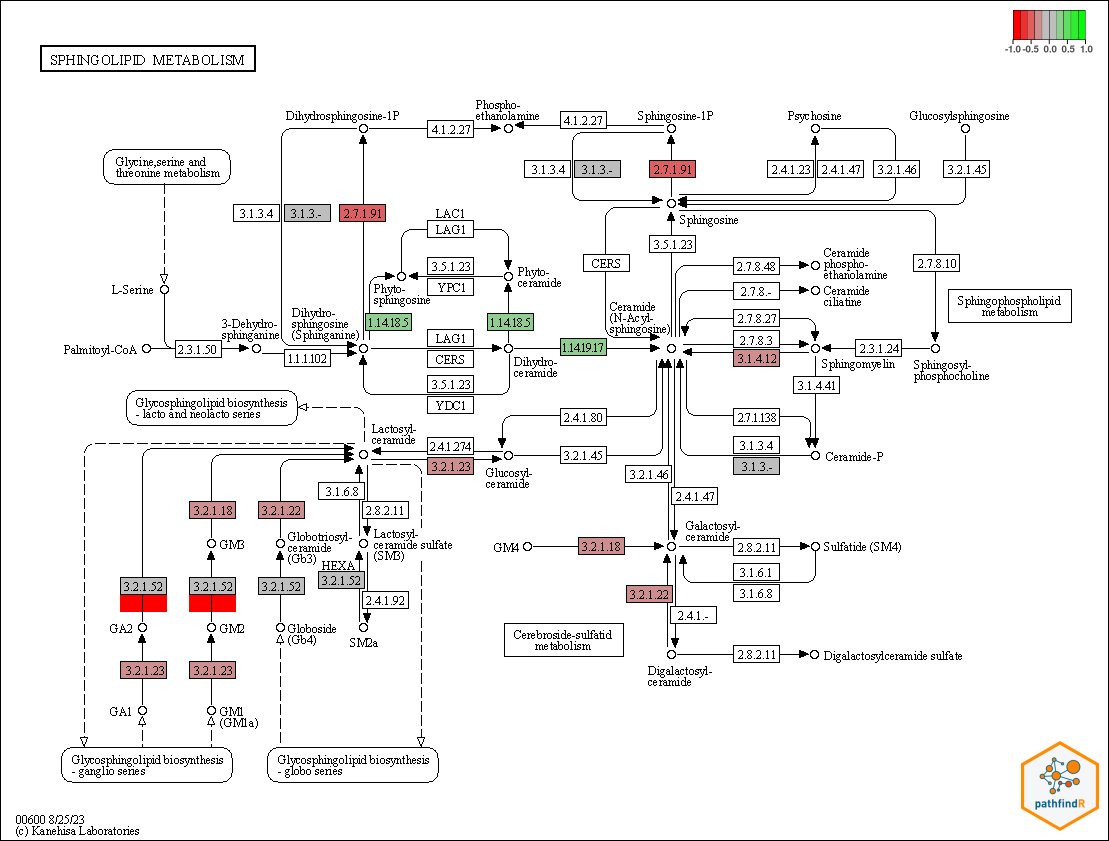 -1.0 -0.5 0.0 0.5 1.0
SPHINGOLIPID METABOLISM
Dihydrosphingosine-1P
4.1.2.27
Phospho-
ethanolamine
4.1.2.27
Sphingosine-1P
Psychosine
Glucosylsphingosine
Glycine,serine and
threonine metabolism
3.1.3.4
3.1.3.-
2.7.1.91
2.4.1.23
2.4.1.47
3.2.1.46
3.2.1.45
3.1.3.4
3.1.3.-
2.7.1.91
LAC1
LAG1
Sphingosine
3.5.1.23
CERS
3.5.1.23
YPC1
Phyto-
sphingosine
Phyto-
ceramide
2.7.8.48
Ceramide
phospho-
ethanolamine
2.7.8.10
L-Serine
2.7.8.-
Ceramide
ciliatine
Sphingophospholipid
metabolism
3-Dehydro-
sphinganine
Dihydro-
sphingosine
(Sphinganine)
1.14.18.5
1.14.18.5
Ceramide
(N-Acyl-
sphingosine)
2.7.8.27
Palmitoyl-CoA
2.3.1.50
1.1.1.102
LAG1
CERS
1.14.19.17
Dihydro-
ceramide
2.7.8.3
3.1.4.12
Sphingomyelin
2.3.1.24
Sphingosyl-
phosphocholine
3.5.1.23
YDC1
3.1.4.41
Glycosphingolipid biosynthesis
- lacto and neolacto series
2.4.1.80
2.7.1.138
Lactosyl-
ceramide
2.4.1.274
3.2.1.23
Glucosyl-
ceramide
3.2.1.45
3.1.3.4
3.1.3.-
Ceramide-P
3.2.1.46
2.4.1.47
3.1.6.8
2.8.2.11
3.2.1.18
3.2.1.22
GM3
Globotriosyl-
ceramide
(Gb3)
Lactosyl-
ceramide sulfate
(SM3)
GM4
3.2.1.18
Galactosyl-
ceramide
2.8.2.11
Sulfatide (SM4)
3.1.6.1
3.1.6.8
HEXA
3.2.1.52
3.2.1.52
3.2.1.52
3.2.1.52
2.4.1.92
3.2.1.22
2.4.1.-
GA2
GM2
Globoside
(Gb4)
SM2a
Cerebroside-sulfatid
metabolism
2.8.2.11
Digalactosylceramide sulfate
Digalactosyl-
ceramide
3.2.1.23
3.2.1.23
GA1
GM1
(GM1a)
Glycosphingolipid biosynthesis
- ganglio series
Glycosphingolipid biosynthesis
- globo series
pathfindR
00600 8/25/23
(c) Kanehisa Laboratories